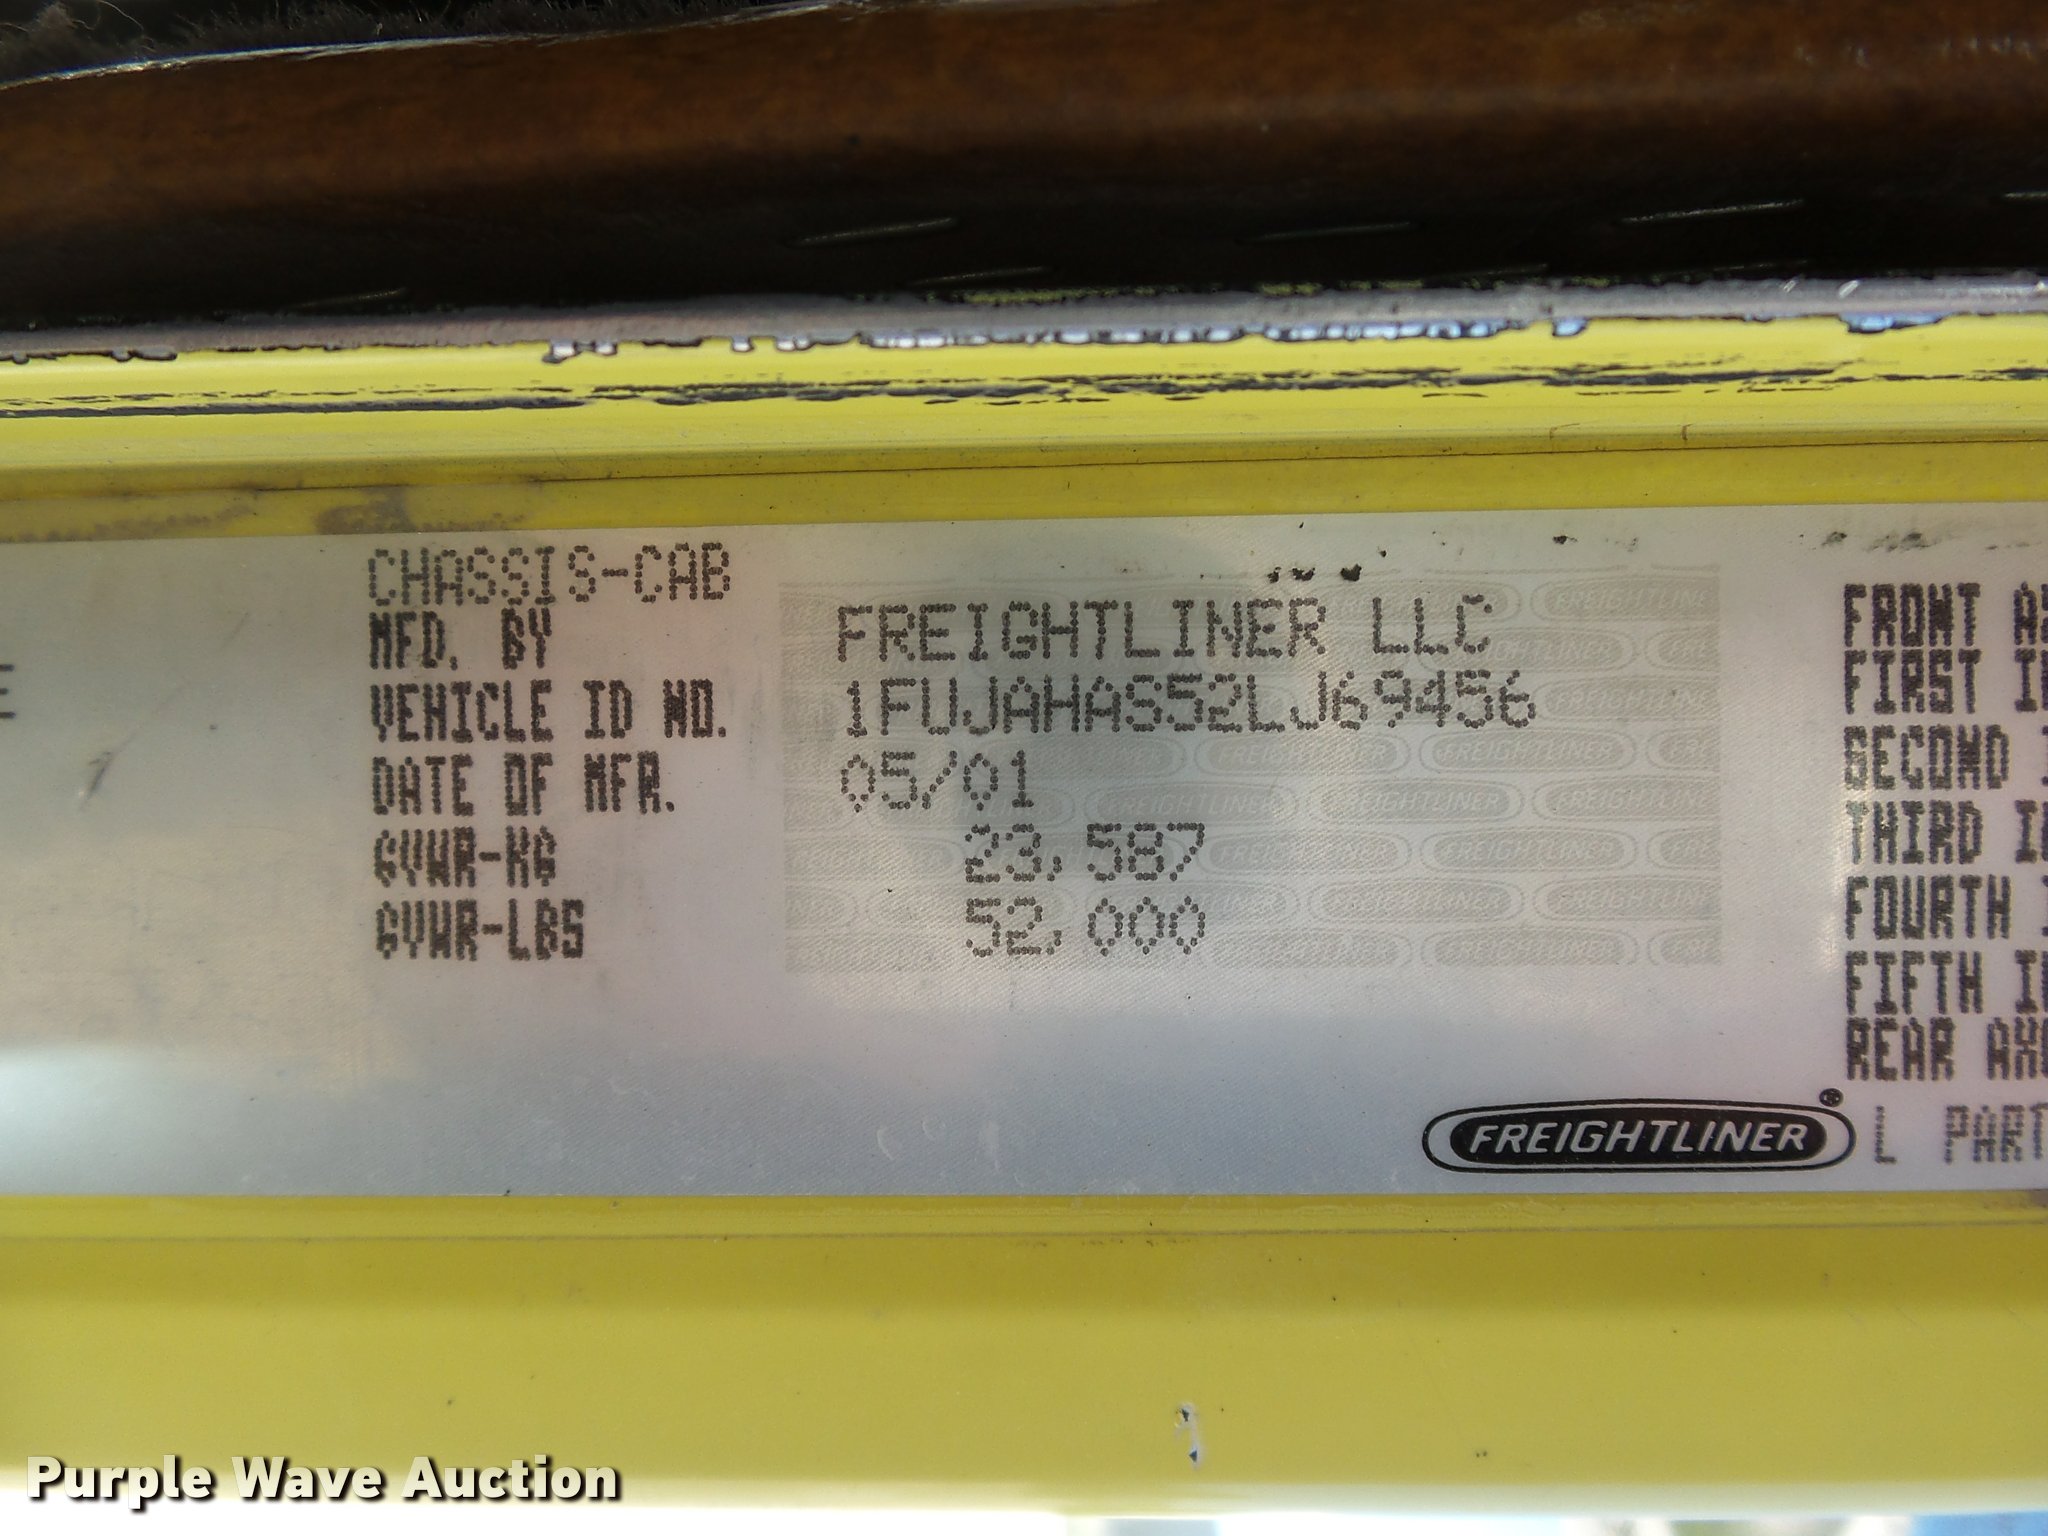 CHASSIS-CAB
MFD. BY FREIGHTLINER LLC
VEHICLE ID NO. 1FUJAHAS52LJ69456
DATE OF MFR. 05/01
GVWR-KG 23,587
GVWR-LBS 52,000
FRONT
FIRST
SECOND
THIRD
FOURTH
FIFTH
REAR
FREIGHTLINER®
PART
Purple Wave Auction